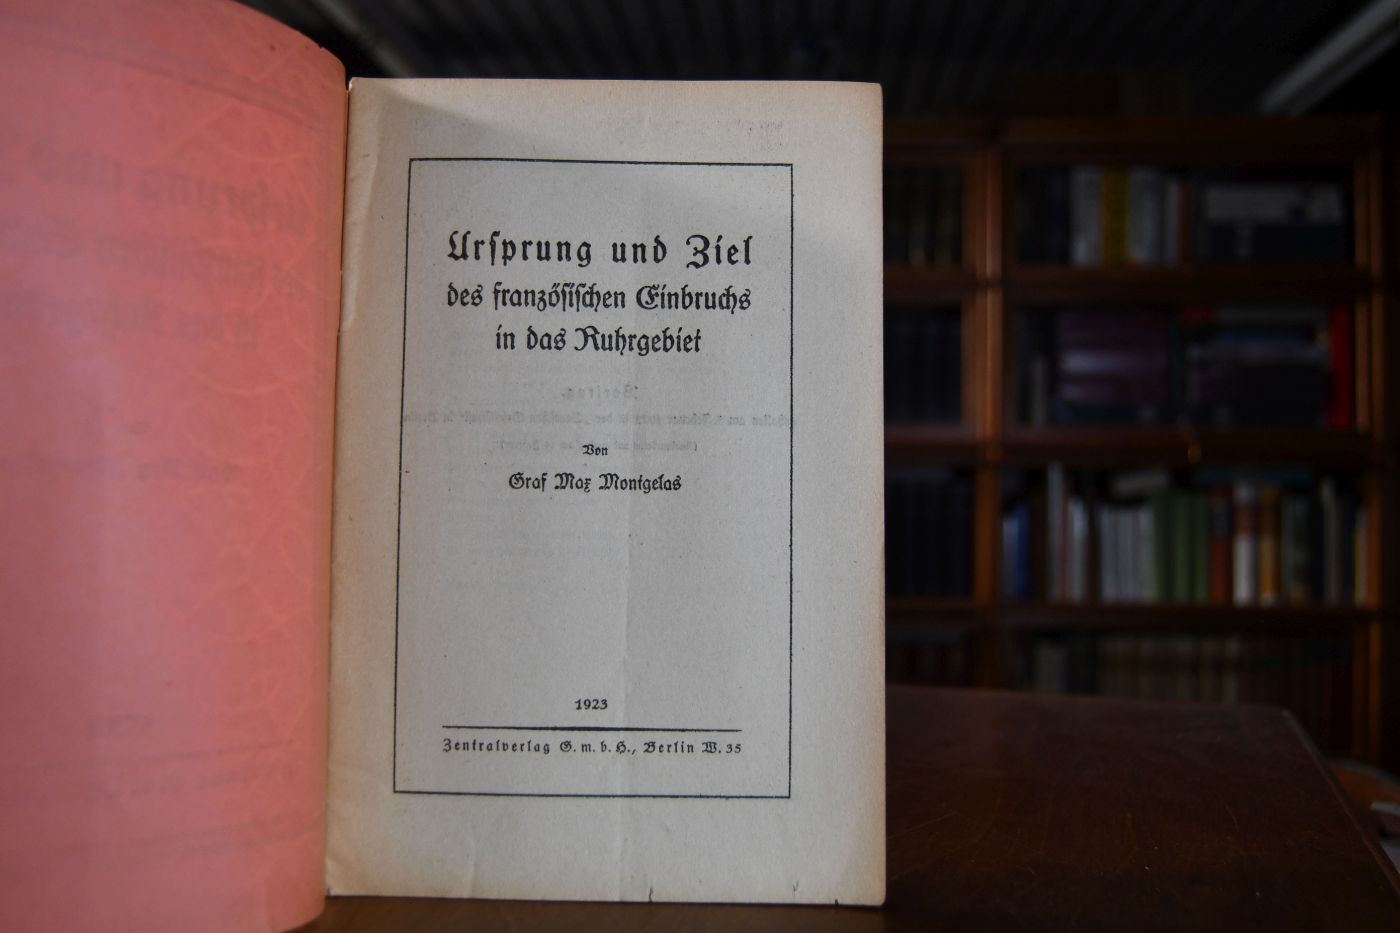 Ursprung und Ziel
des französischen Einbruchs
in das Ruhrgebiet
Von
Graf Max Montgelas
1923
Zentralverlag G. m. b. H., Berlin W. 35